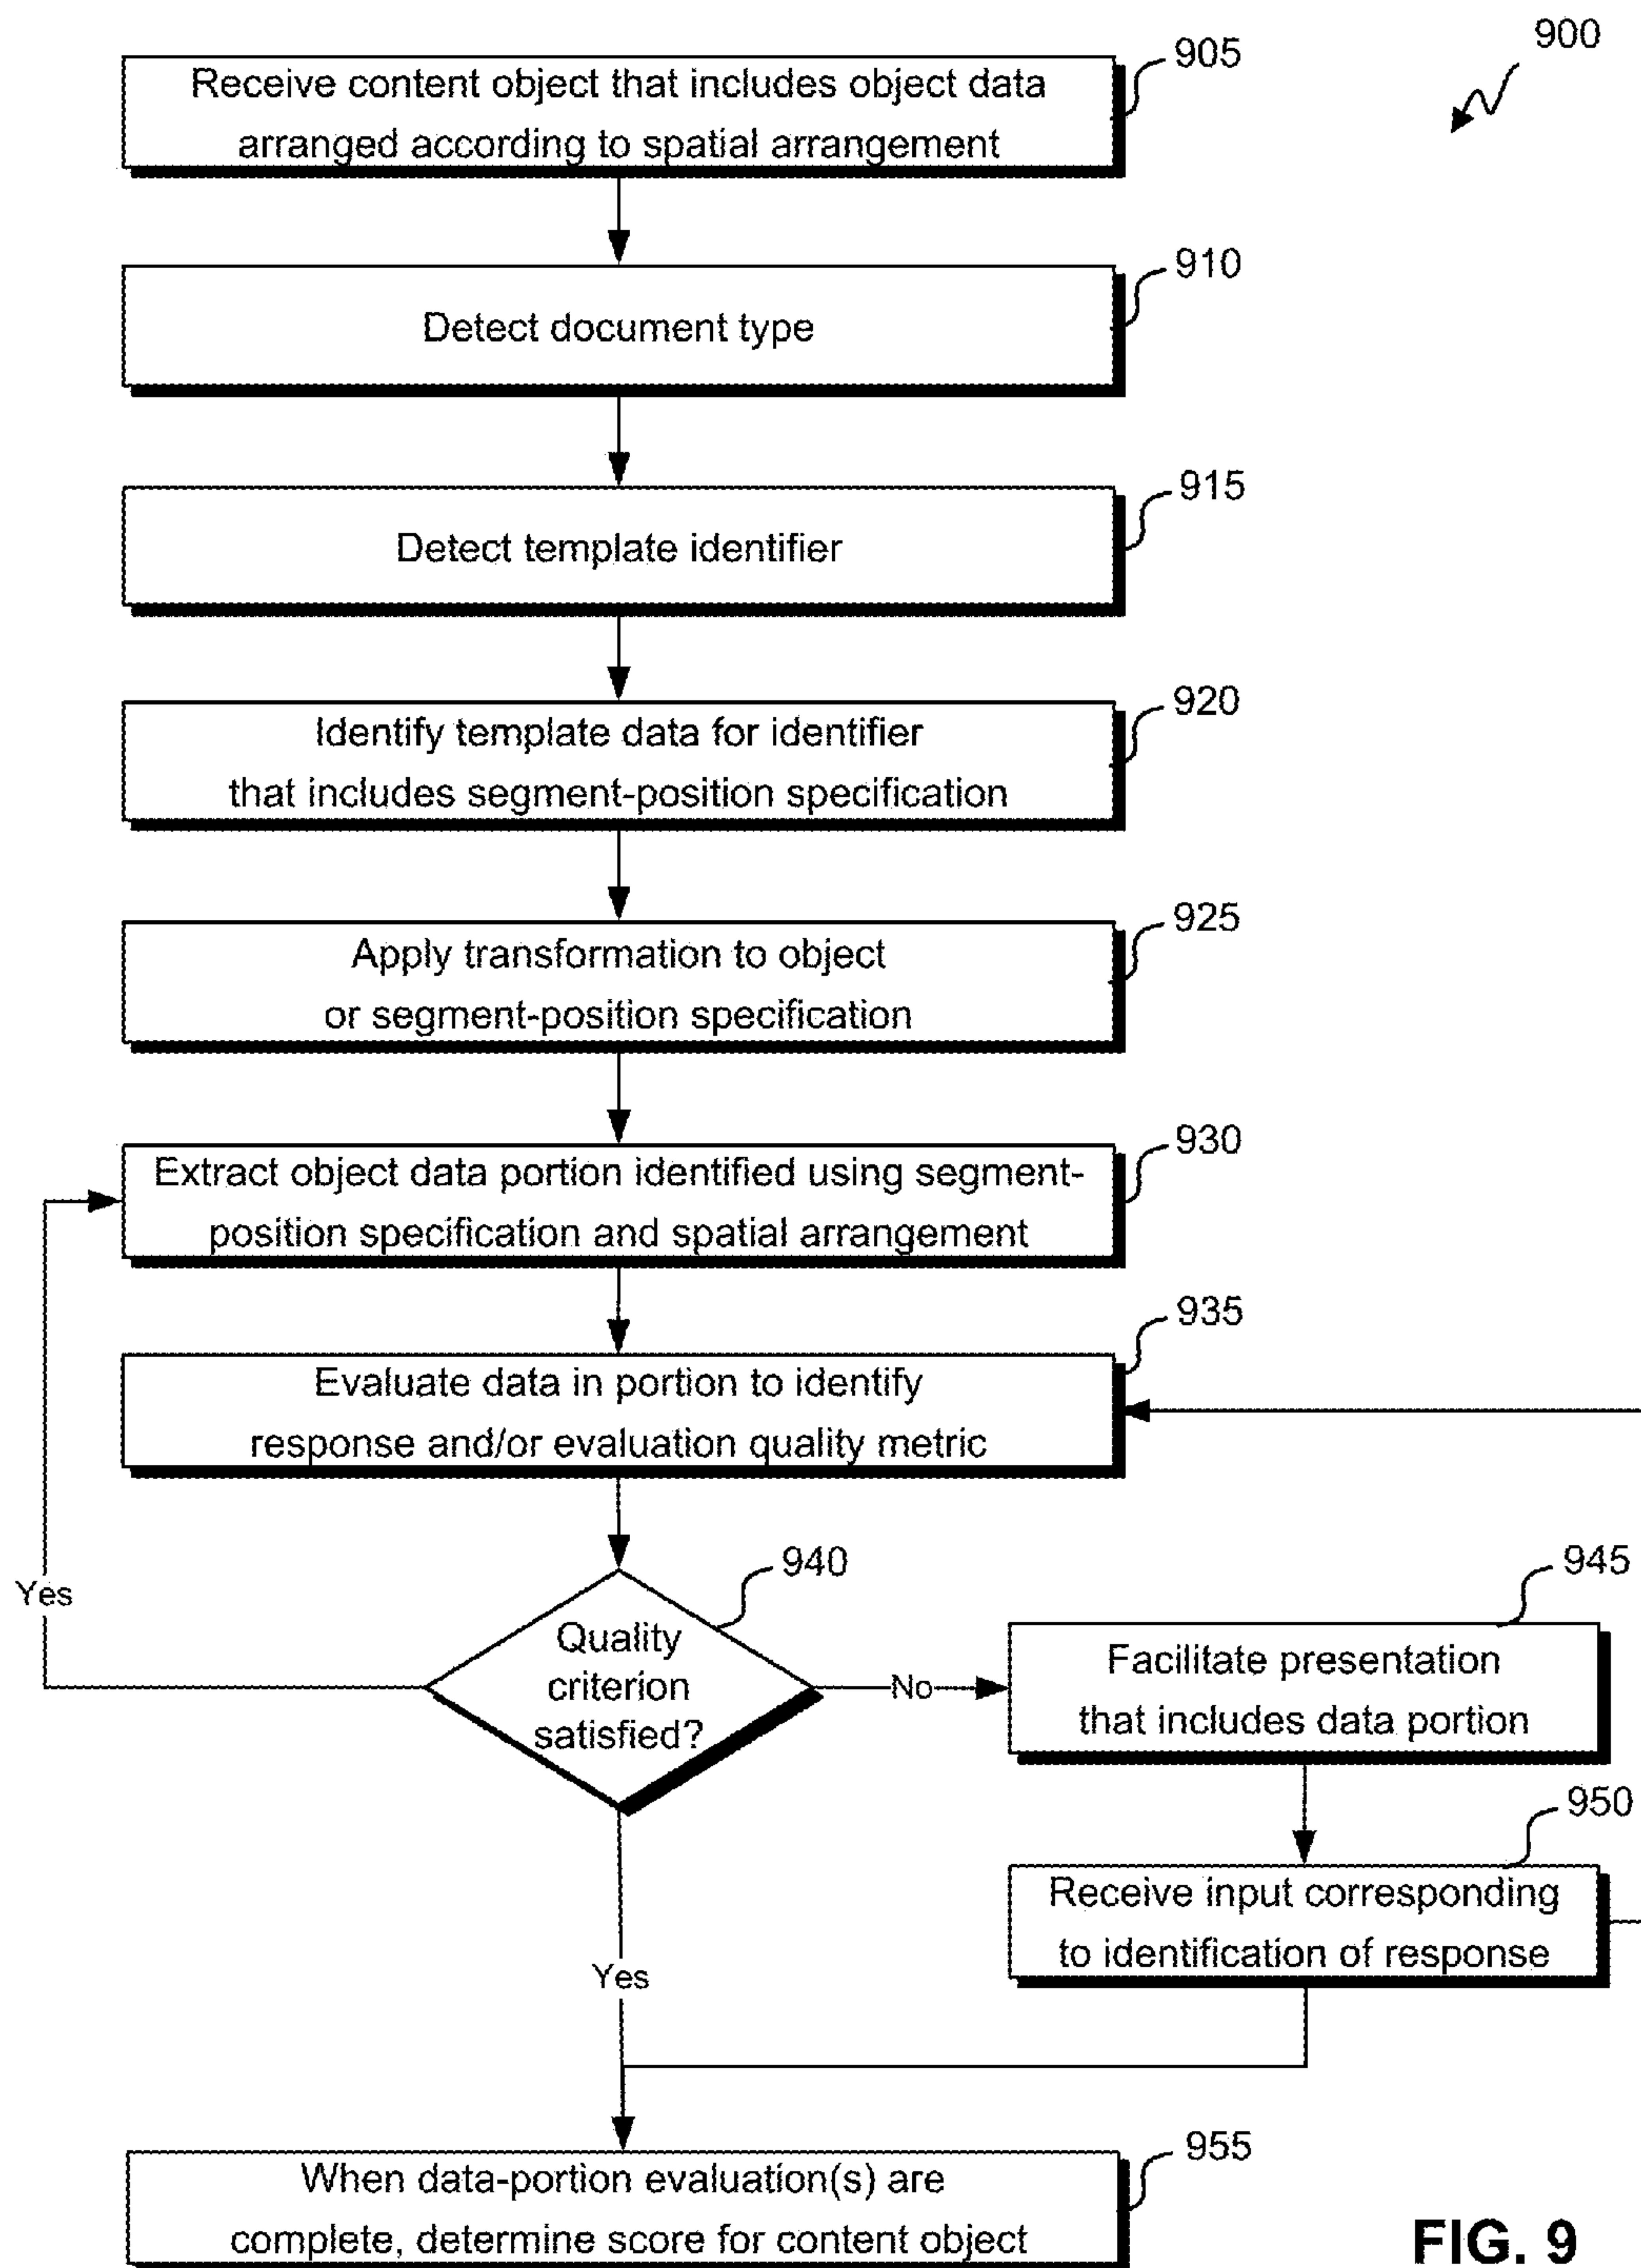 900
905
Receive content object that includes object data
arranged according to spatial arrangement
910
Detect document type
915
Detect template identifier
920
Identify template data for identifier
that includes segment-position specification
925
Apply transformation to object
or segment-position specification
930
Extract object data portion identified using segment-
position specification and spatial arrangement
935
Evaluate data in portion to identify
response and/or evaluation quality metric
940
Quality
criterion
satisfied?
Yes
No
945
Facilitate presentation
that includes data portion
950
Receive input corresponding
to identification of response
Yes
955
When data-portion evaluation(s) are
complete, determine score for content object
FIG. 9